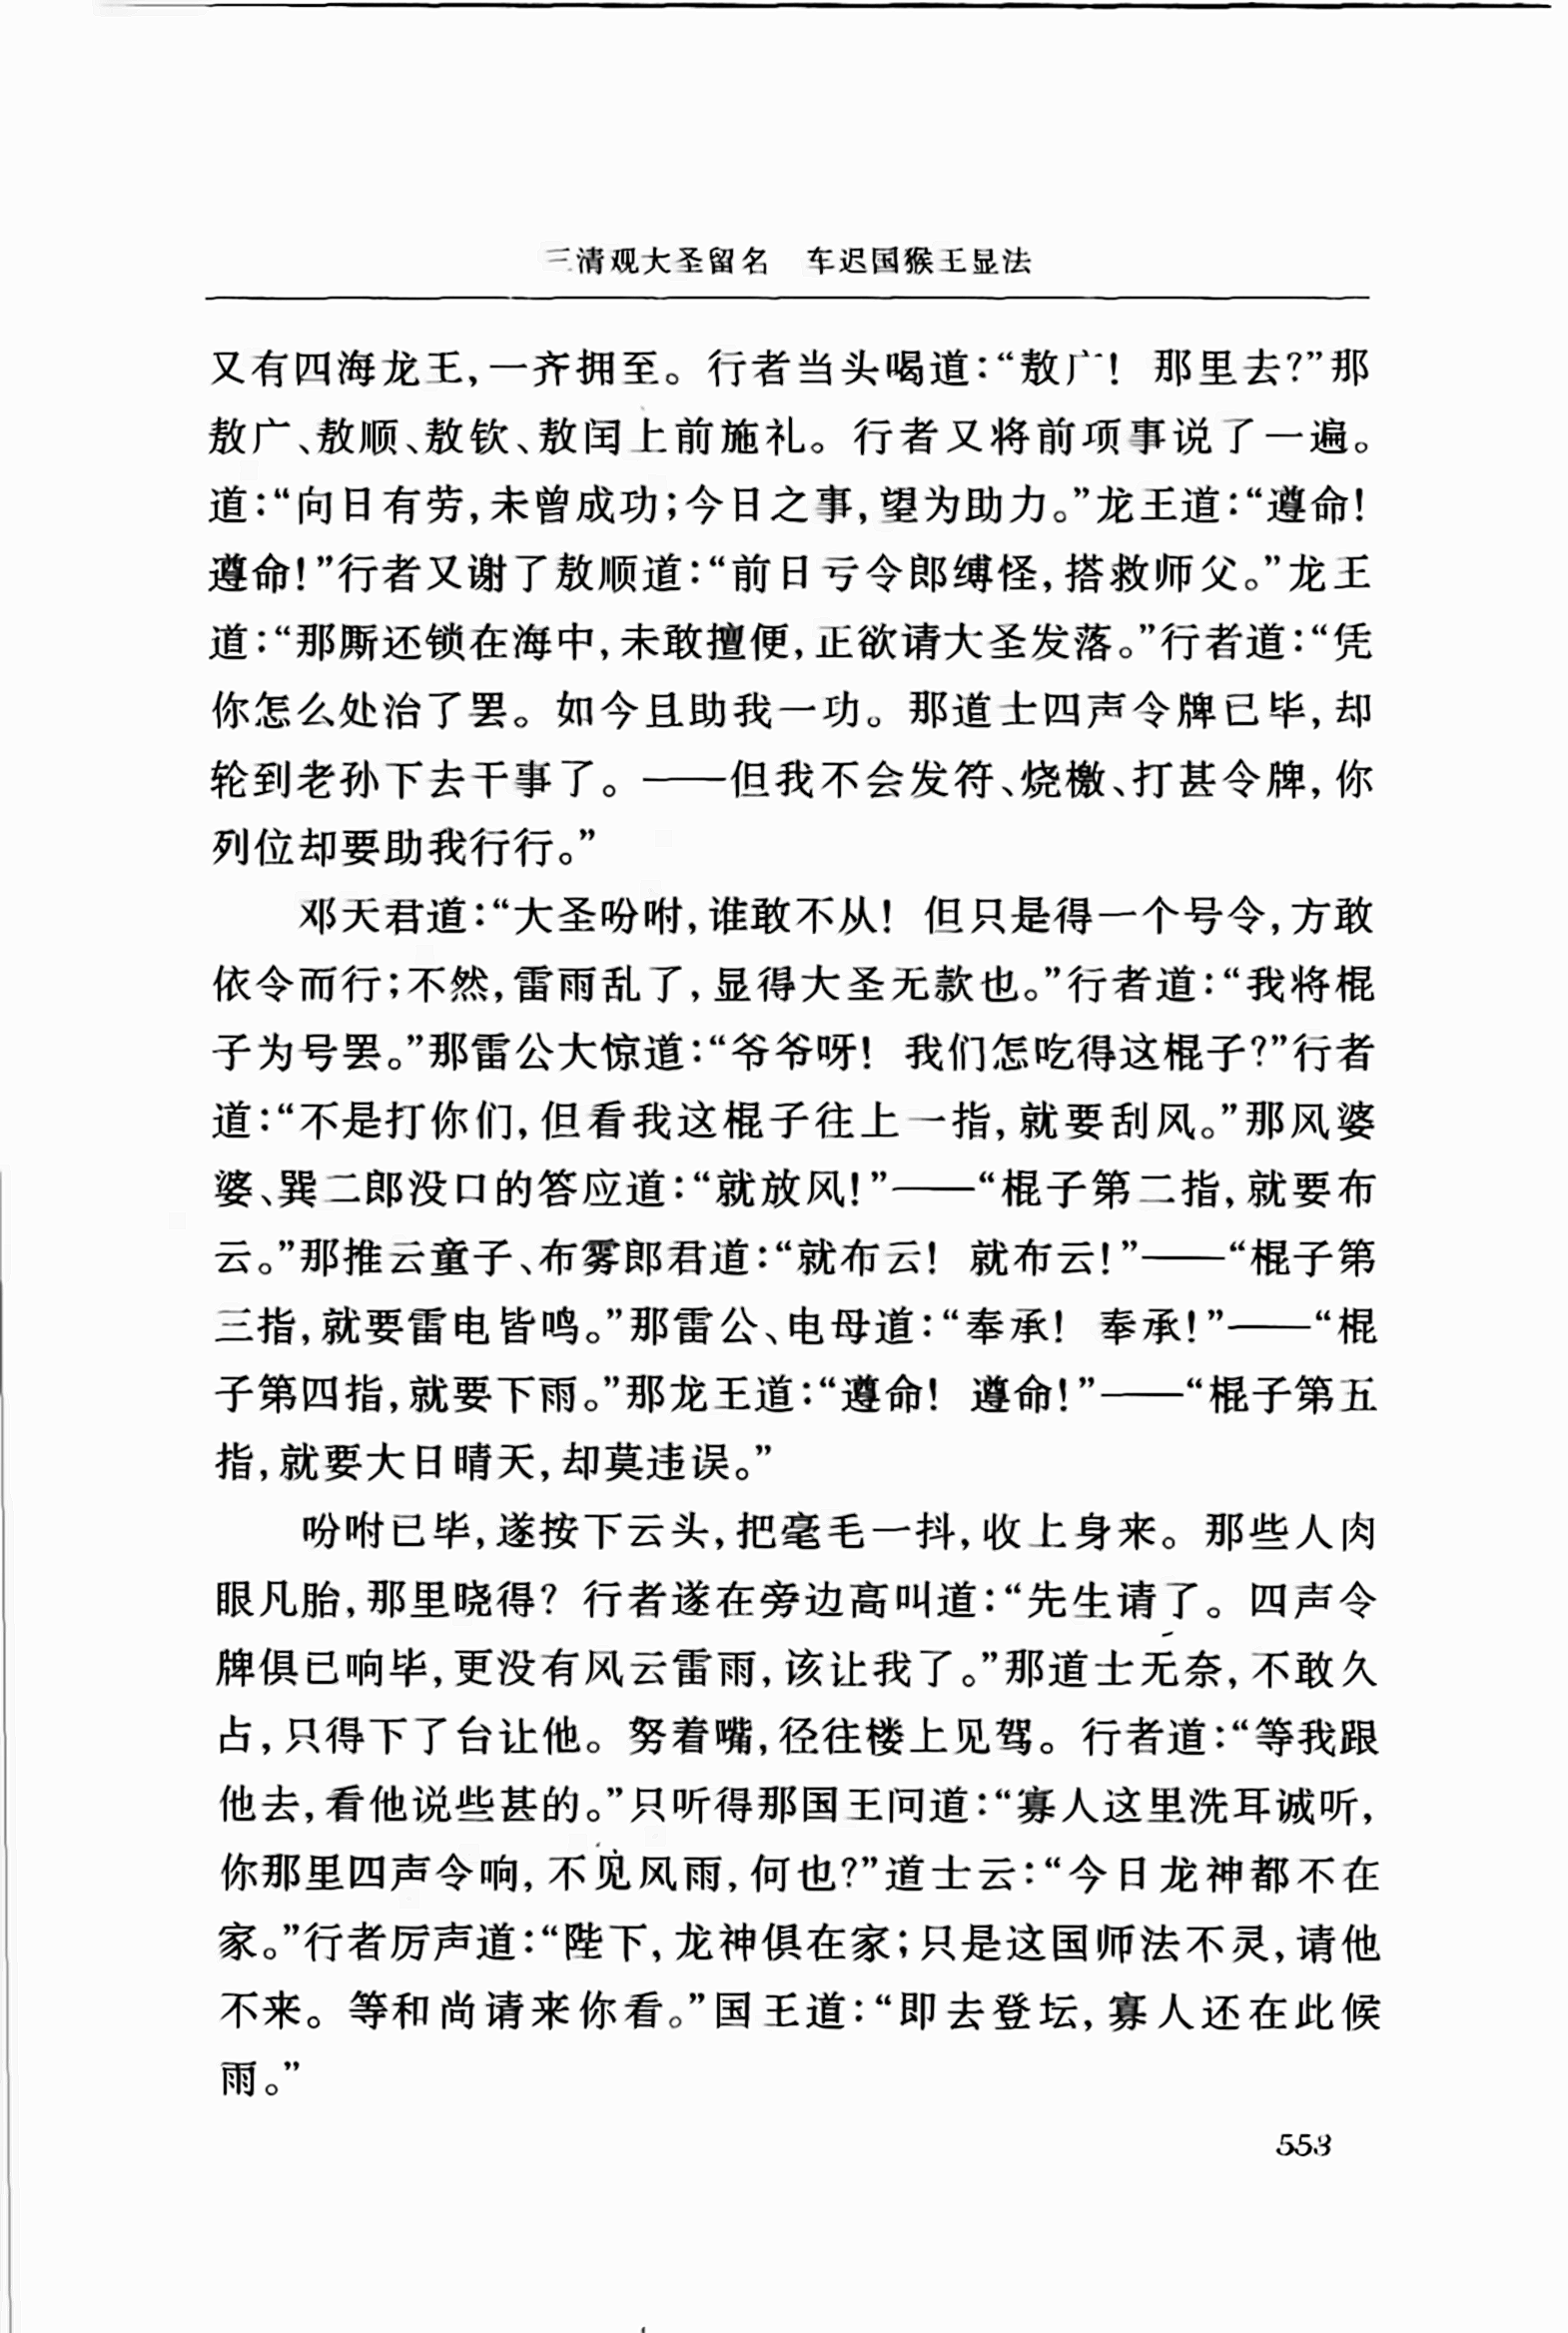 三清观大圣留名　车迟国猴王显法
又有四海龙王，一齐拥至。行者当头喝道：“敖广！那里去？”那
敖广、敖顺、敖钦、敖闰上前施礼。行者又将前项事说了一遍。
道：“向日有劳，未曾成功；今日之事，望为助力。”龙王道：“遵命！
遵命！”行者又谢了敖顺道：“前日亏令郎缚怪，搭救师父。”龙王
道：“那厮还锁在海中，未敢擅便，正欲请大圣发落。”行者道：“凭
你怎么处治了罢。如今且助我一功。那道士四声令牌已毕，却
轮到老孙下去干事了。——但我不会发符、烧檄、打甚令牌，你
列位却要助我行行。”
邓天君道：“大圣吩咐，谁敢不从！但只是得一个号令，方敢
依令而行；不然，雷雨乱了，显得大圣无款也。”行者道：“我将棍
子为号罢。”那雷公大惊道：“爷爷呀！我们怎吃得这棍子？”行者
道：“不是打你们，但看我这棍子往上一指，就要刮风。”那风婆
婆、巽二郎没口的答应道：“就放风！”——“棍子第二指，就要布
云。”那推云童子、布雾郎君道：“就布云！就布云！”——“棍子第
三指，就要雷电皆鸣。”那雷公、电母道：“奉承！奉承！”——“棍
子第四指，就要下雨。”那龙王道：“遵命！遵命！”——“棍子第五
指，就要大日晴天，却莫违误。”
吩咐已毕，遂按下云头，把毫毛一抖，收上身来。那些人肉
眼凡胎，那里晓得？行者遂在旁边高叫道：“先生请了。四声令
牌俱已响毕，更没有风云雷雨，该让我了。”那道士无奈，不敢久
占，只得下了台让他。努着嘴，径往楼上见驾。行者道：“等我跟
他去，看他说些甚的。”只听得那国王问道：“寡人这里洗耳诚听，
你那里四声令响，不见风雨，何也？”道士云：“今日龙神都不在
家。”行者厉声道：“陛下，龙神俱在家；只是这国师法不灵，请他
不来。等和尚请来你看。”国王道：“即去登坛，寡人还在此候
雨。”
553